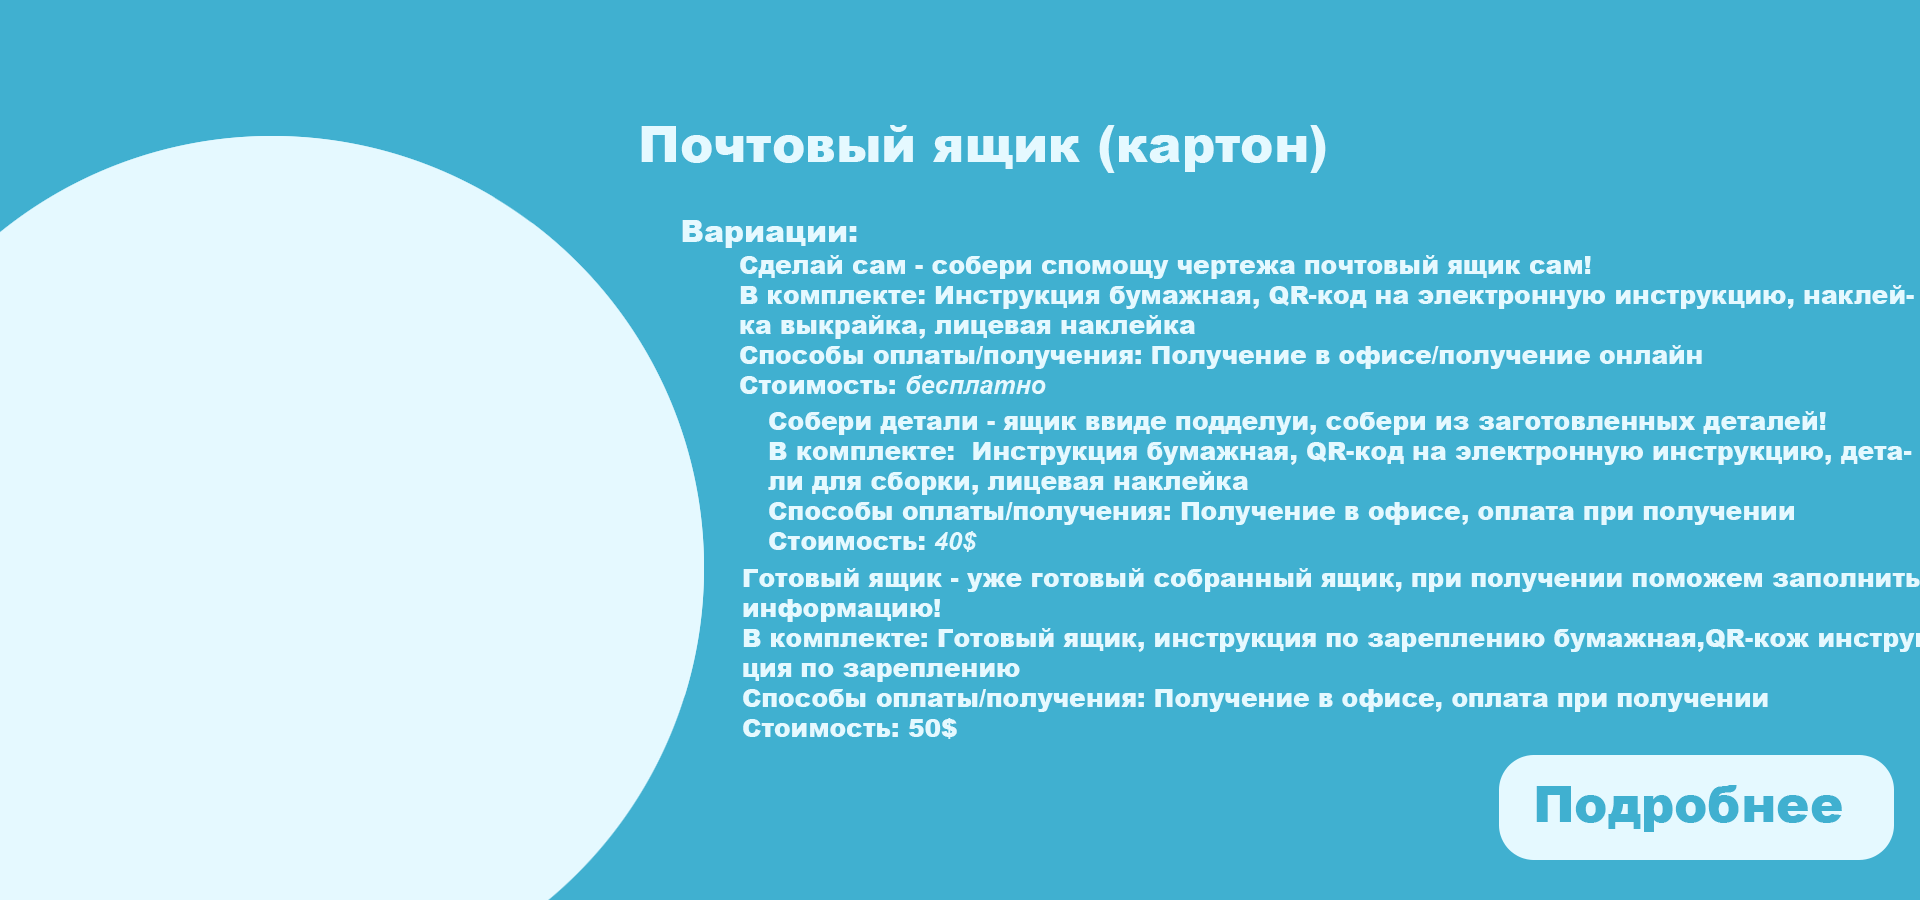 Почтовый ящик (картон)
Вариации:
Сделай сам - собери спомощу чертежа почтовый ящик сам!
В комплекте: Инструкция бумажная, QR-код на электронную инструкцию, наклей-
ка выкрайка, лицевая наклейка
Способы оплаты/получения: Получение в офисе/получение онлайн
Стоимость: бесплатно
Собери детали - ящик ввиде подделуи, собери из заготовленных деталей!
В комплекте:  Инструкция бумажная, QR-код на электронную инструкцию, дета-
ли для сборки, лицевая наклейка
Способы оплаты/получения: Получение в офисе, оплата при получении
Стоимость: 40$
Готовый ящик - уже готовый собранный ящик, при получении поможем заполнить
информацию!
В комплекте: Готовый ящик, инструкция по зареплению бумажная,QR-кож инструк
ция по зареплению
Способы оплаты/получения: Получение в офисе, оплата при получении
Стоимость: 50$
Подробнее